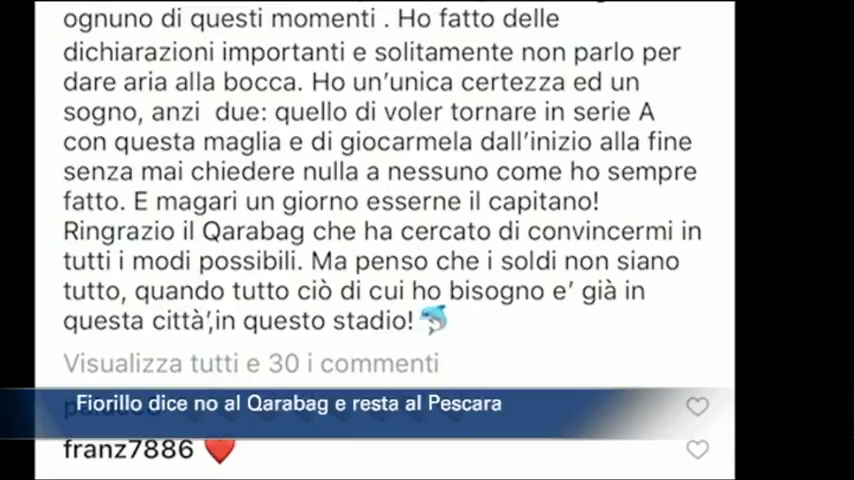 ognuno di questi momenti . Ho fatto delle
dichiarazioni importanti e solitamente non parlo per
dare aria alla bocca. Ho un'unica certezza ed un
sogno, anzi due: quello di voler tornare in serie A
con questa maglia e di giocarmela dall'inizio alla fine
senza mai chiedere nulla a nessuno come ho sempre
fatto. E magari un giorno esserne il capitano!
Ringrazio il Qarabag che ha cercato di convincermi in
tutti i modi possibili. Ma penso che i soldi non siano
tutto, quando tutto ciò di cui ho bisogno e' già in
questa città',in questo stadio! 🐬
Visualizza tutti e 30 i commenti
Fiorillo dice no al Qarabag e resta al Pescara
franz7886 ❤️